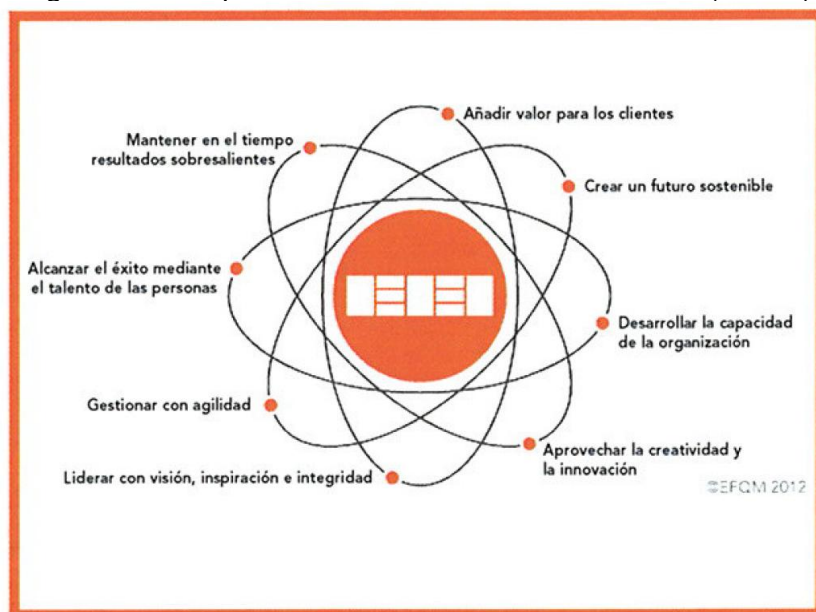 Añadir valor para los clientes
Mantener en el tiempo
resultados sobresalientes
Crear un futuro sostenible
Alcanzar el éxito mediante
el talento de las personas
Desarrollar la capacidad
de la organización
Gestionar con agilidad
Aprovechar la creatividad y
la innovación
Liderar con visión, inspiración e integridad
©EFQM 2012